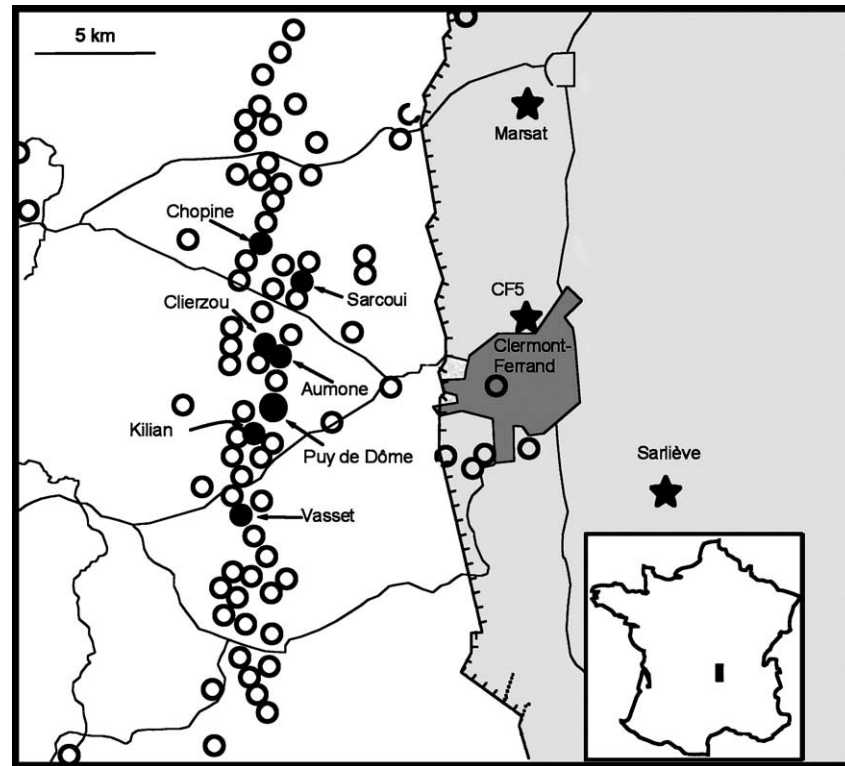 5 km
Marsat
Chopine
Sarcoui
CF5
Clierzou
Clermont-
Ferrand
Aumone
Kilian
Puy de Dôme
Sarliève
Vasset